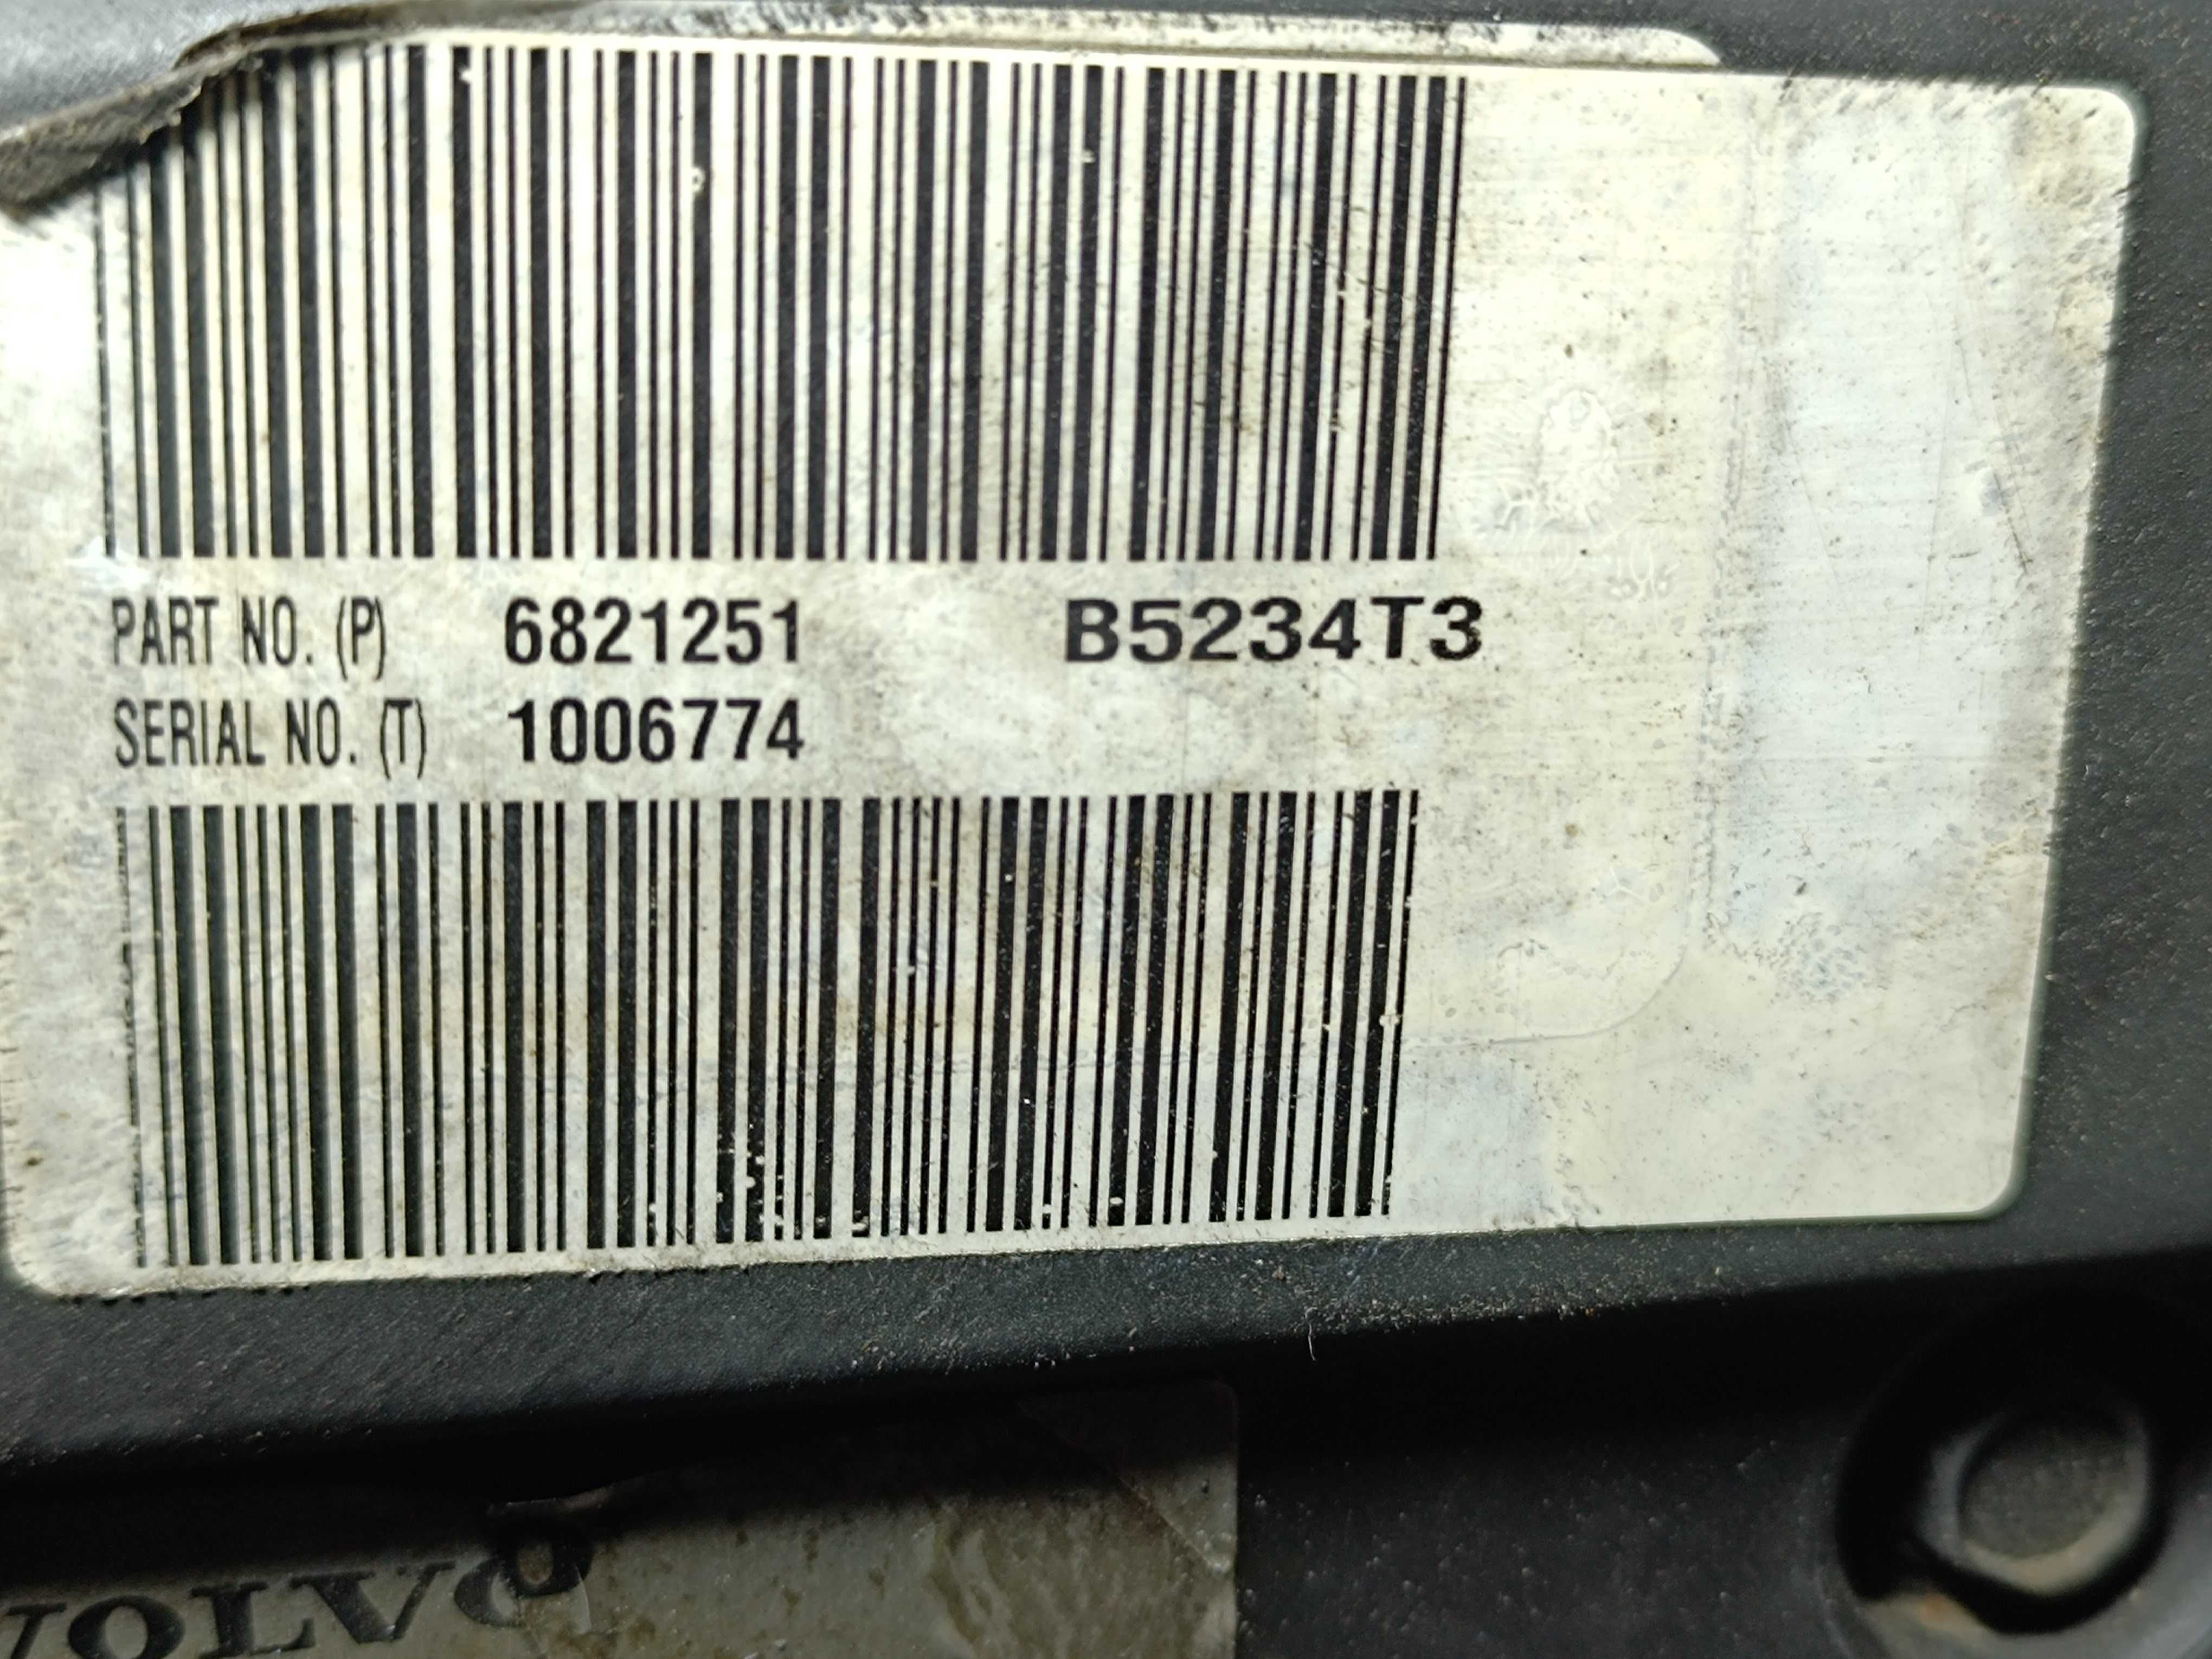 PART NO. (P) 6821251 B5234T3
SERIAL NO. (T) 1006774
VOLVO